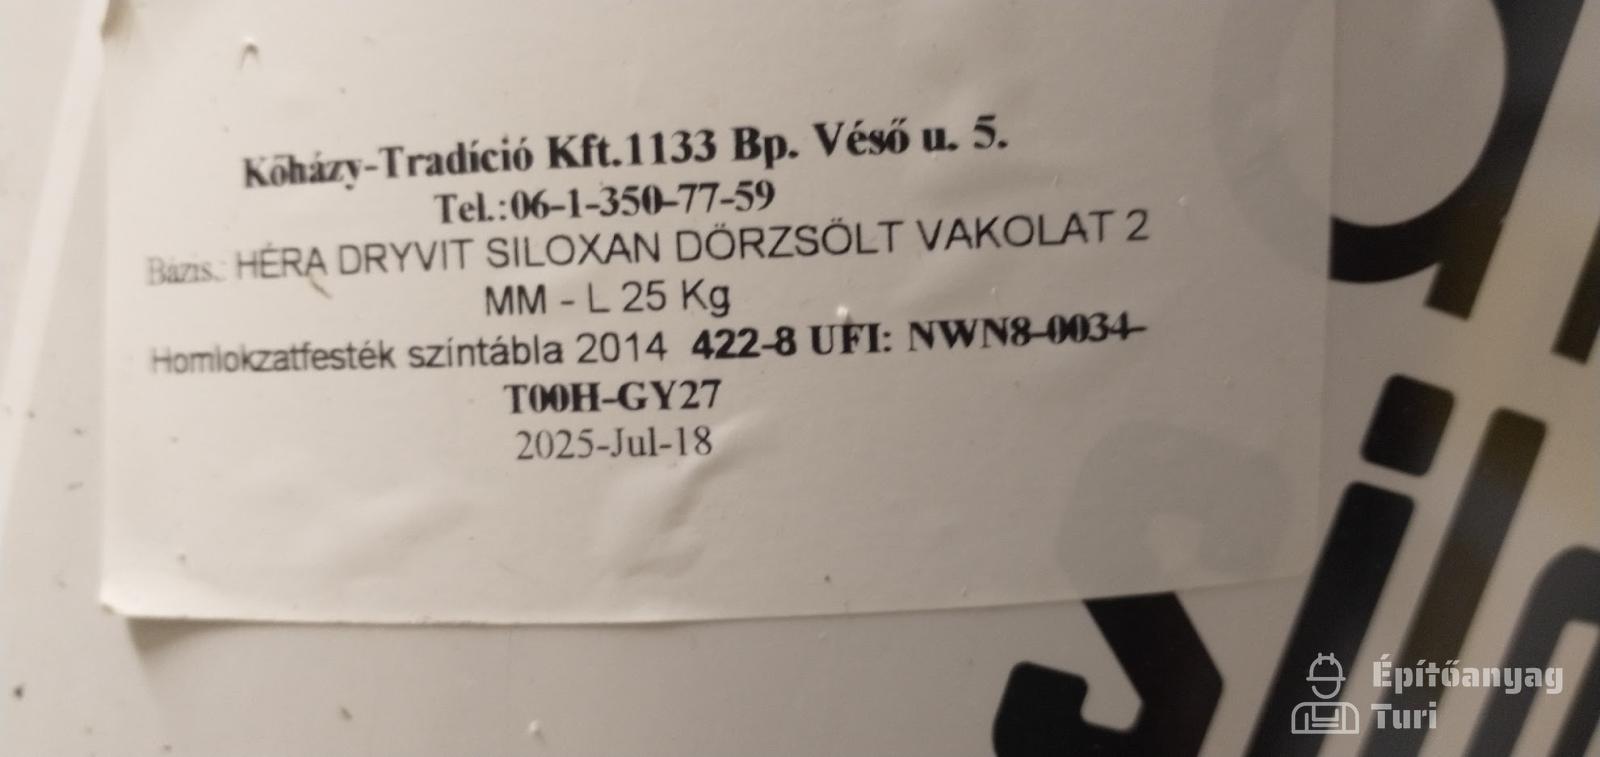 Kőházy-Tradíció Kft.1133 Bp. Véső u. 5.
Tel.:06-1-350-77-59
Bázis.: HÉRA DRYVIT SILOXAN DÖRZSÖLT VAKOLAT 2
MM - L 25 Kg
Homlokzatfesték színtábla 2014 422-8 UFI: NWN8-0034-
T00H-GY27
2025-Jul-18
Építőanyag
Turi